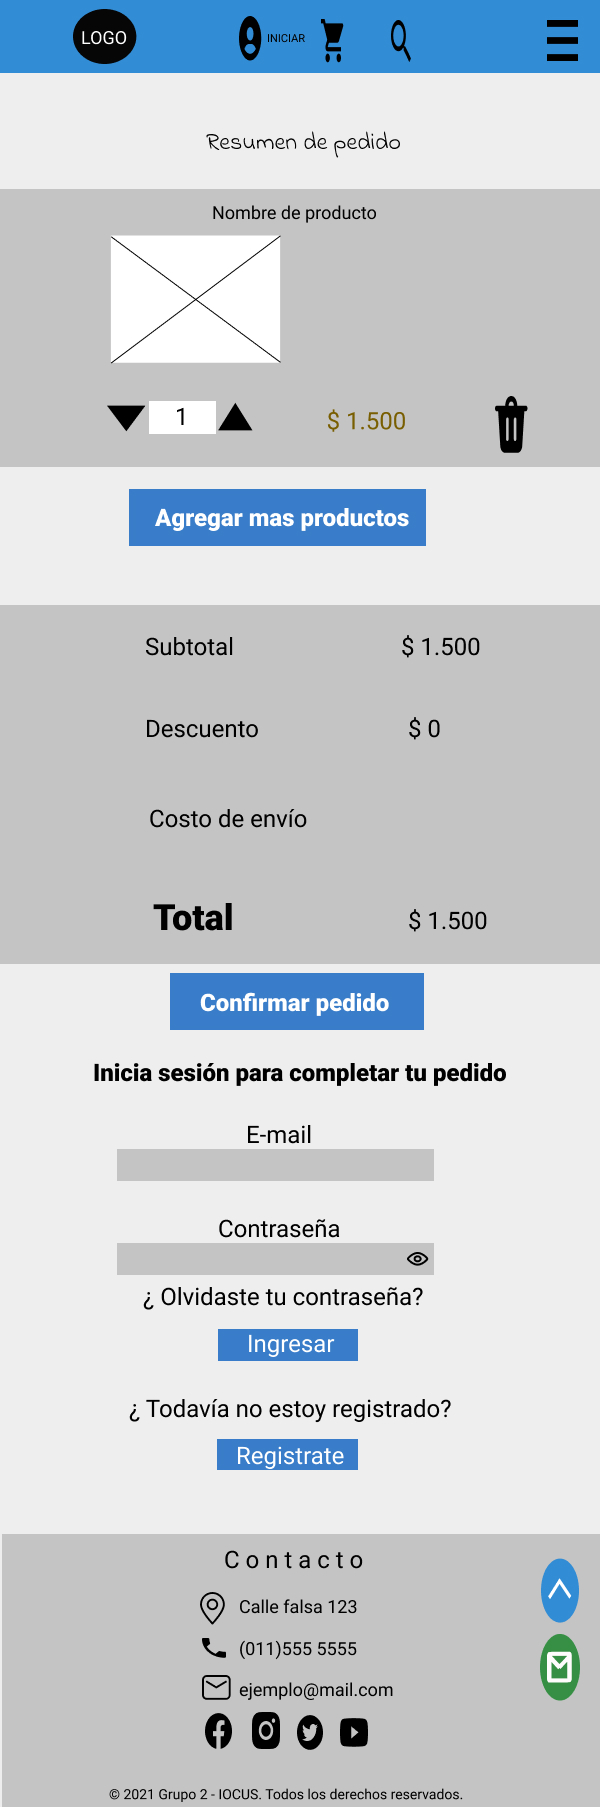 LOGO
INICIAR
Resumen de pedido
Nombre de producto
1
$ 1.500
Agregar mas productos
Subtotal $ 1.500
Descuento $ 0
Costo de envío
Total $ 1.500
Confirmar pedido
Inicia sesión para completar tu pedido
E-mail
Contraseña
¿ Olvidaste tu contraseña?
Ingresar
¿ Todavía no estoy registrado?
Registrate
Contacto
Calle falsa 123
(011)555 5555
ejemplo@mail.com
© 2021 Grupo 2 - IOCUS. Todos los derechos reservados.